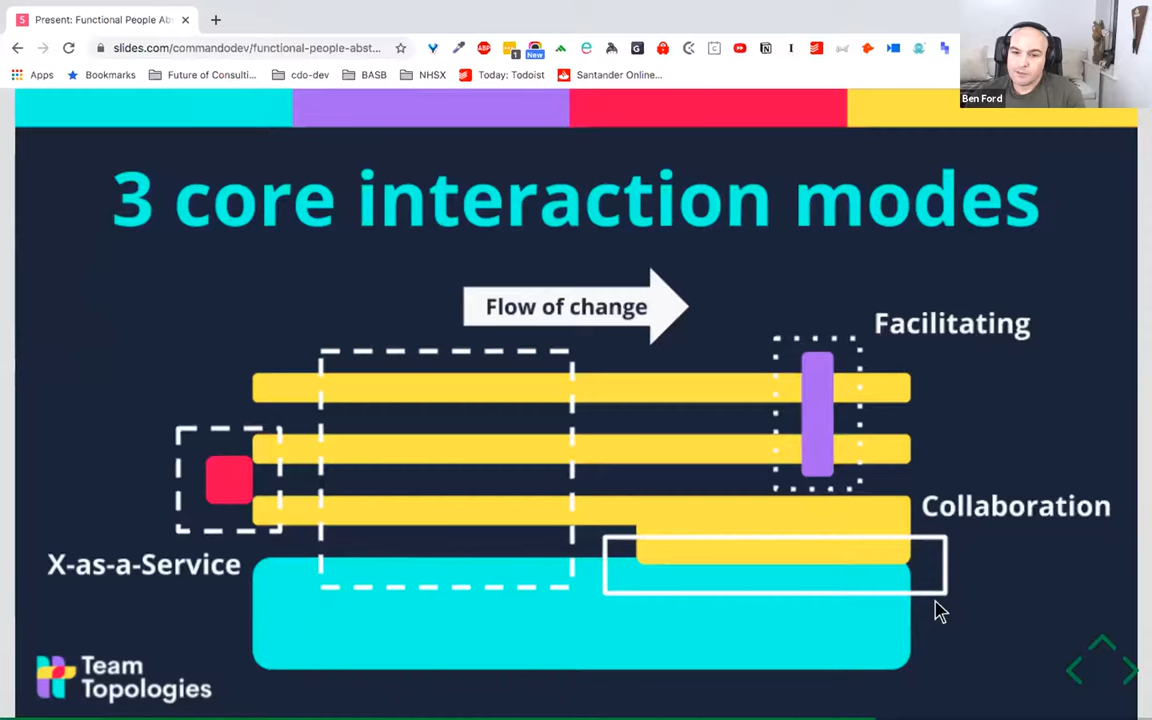 Present: Functional People Ab
slides.com/commandodev/functional-people-abst...
1
New
Apps
Bookmarks
Future of Consulti...
cdo-dev
BASB
NHSX
Today: Todoist
Santander Online...
Ben Ford
3 core interaction modes
Flow of change
Facilitating
Collaboration
X-as-a-Service
Team
Topologies